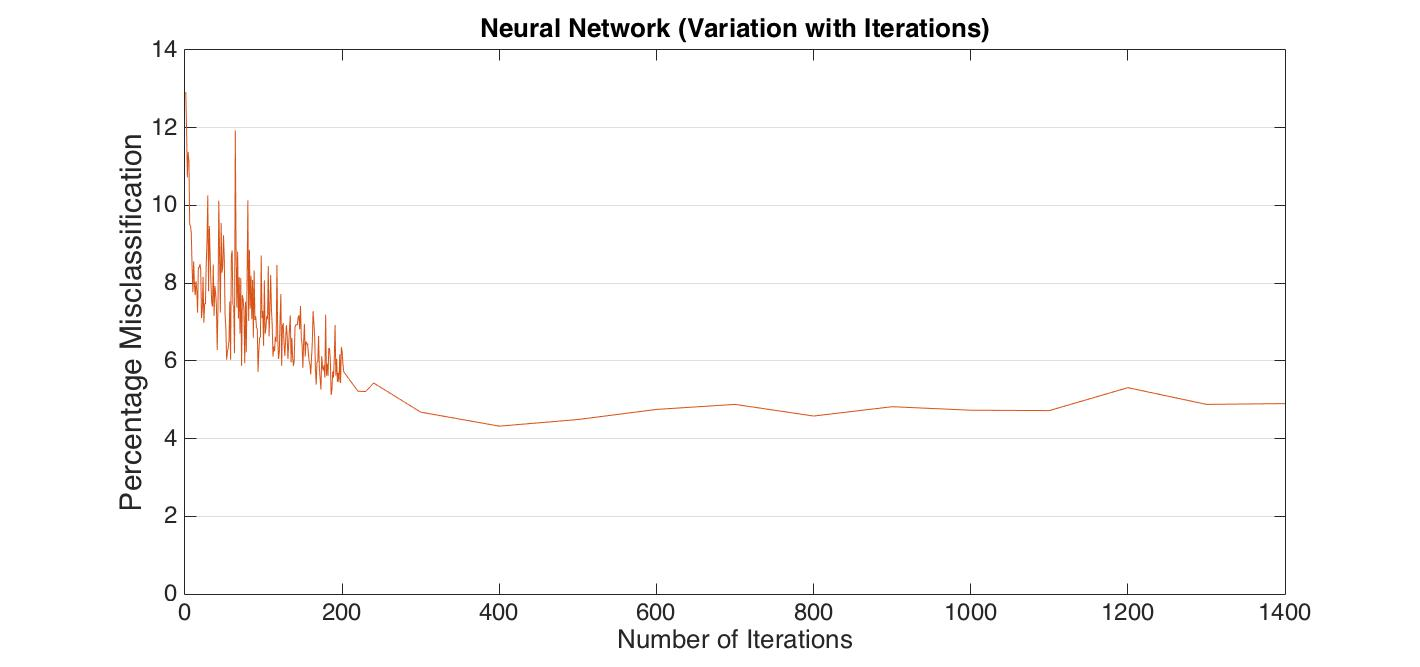 Neural Network (Variation with Iterations)
Percentage Misclassification
14
12
10
8
6
4
2
0
0 200 400 600 800 1000 1200 1400
Number of Iterations